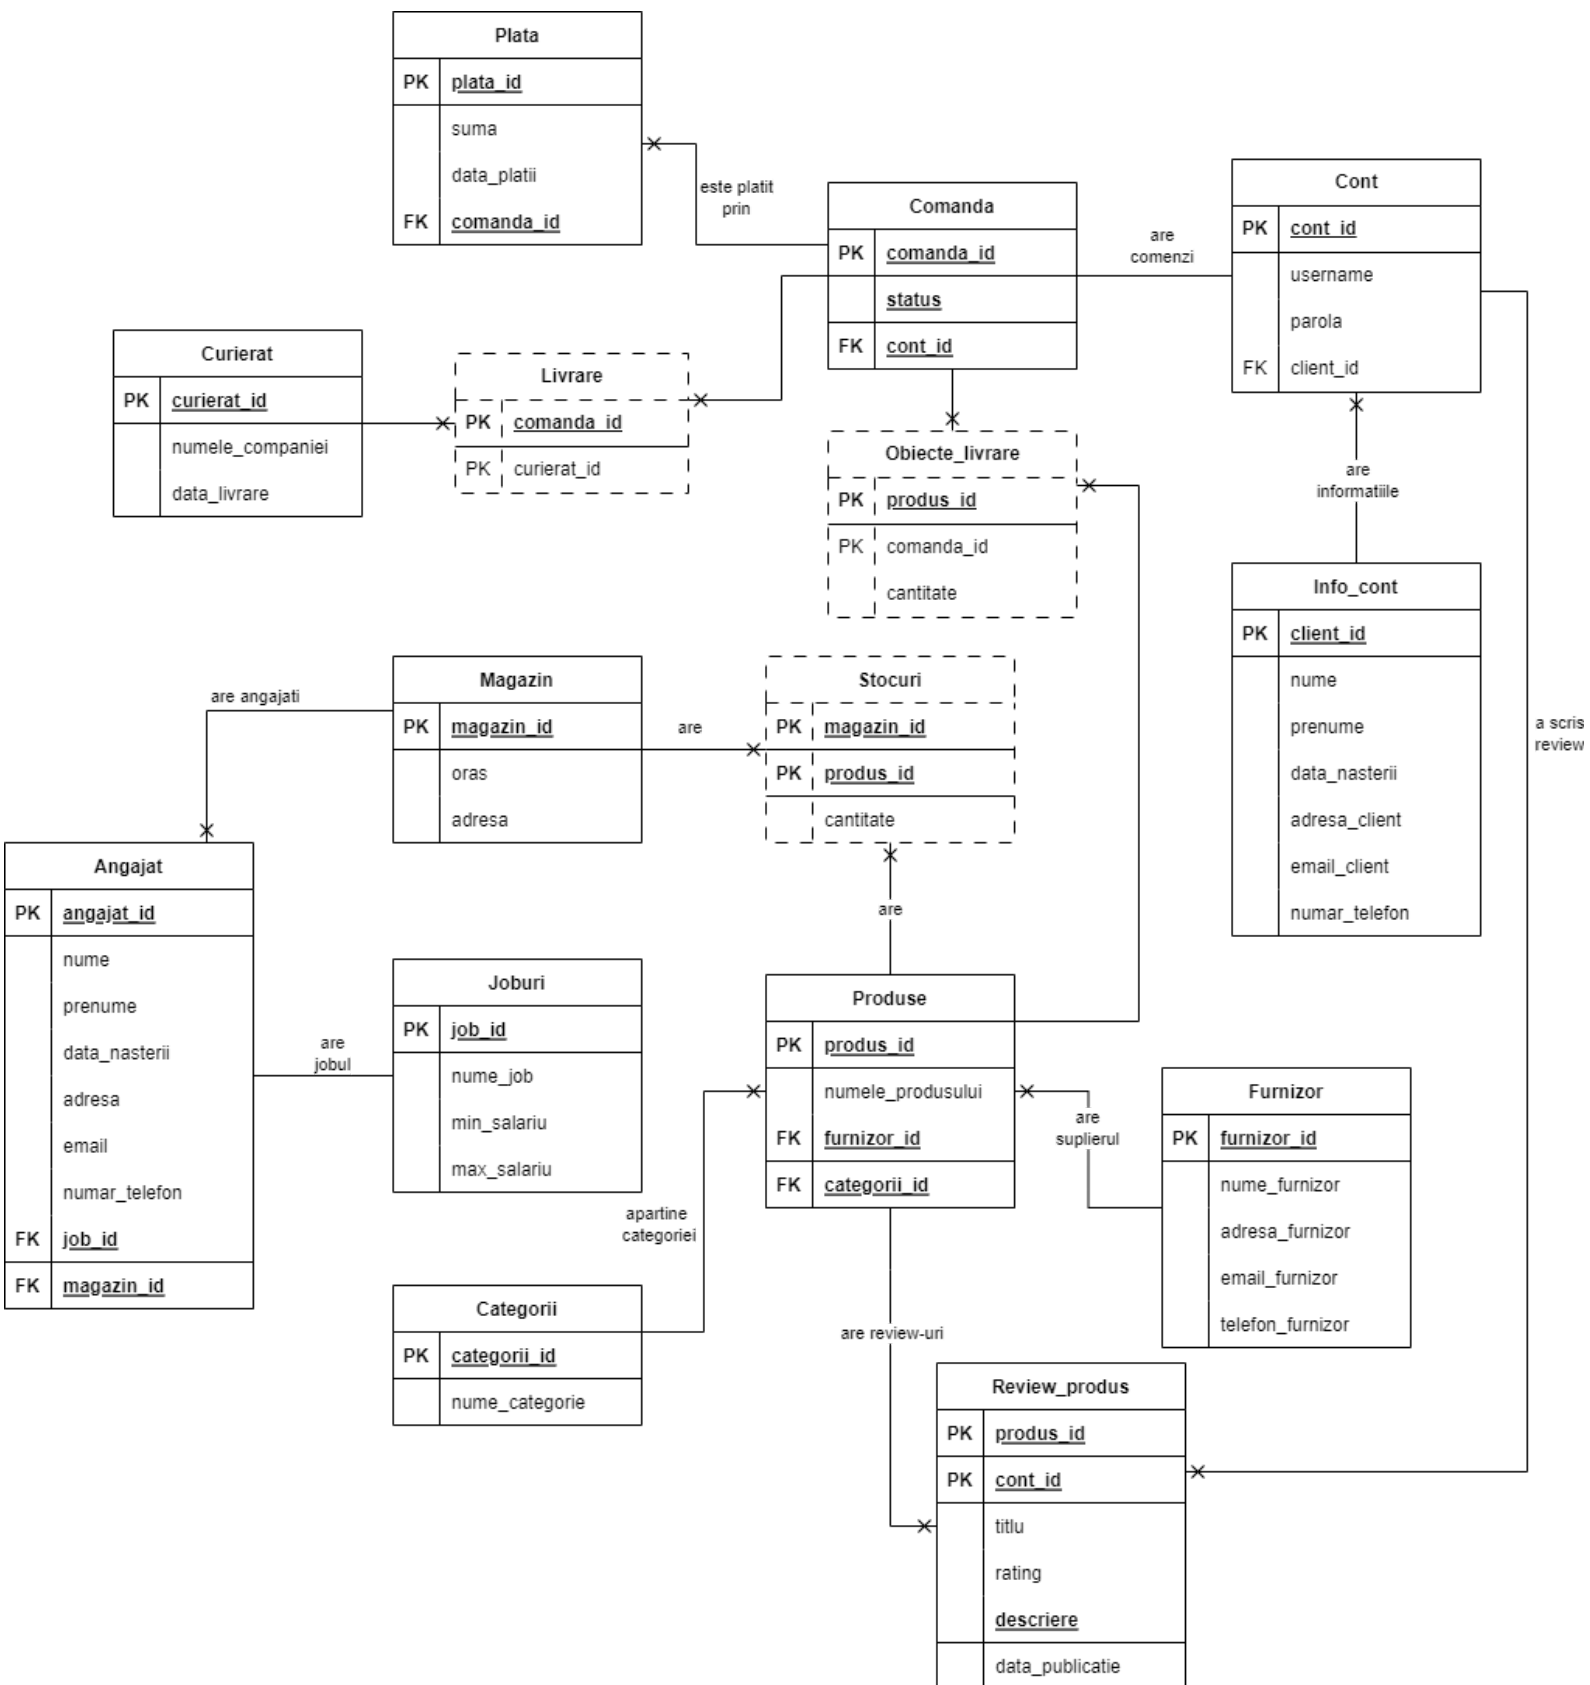 Plata
PK plata_id
suma
data_platii
FK comanda_id
este platit
prin
Comanda
PK comanda_id
status
FK cont_id
are
comenzi
Cont
PK cont_id
username
parola
FK client_id
Curierat
PK curierat_id
numele_companiei
data_livrare
Livrare
PK comanda_id
PK curierat_id
Obiecte_livrare
PK produs_id
PK comanda_id
cantitate
are
informatiile
Info_cont
PK client_id
nume
prenume
data_nasterii
adresa_client
email_client
numar_telefon
a scris
review
are angajati
Magazin
PK magazin_id
oras
adresa
are
Stocuri
PK magazin_id
PK produs_id
cantitate
are
Angajat
PK angajat_id
nume
prenume
data_nasterii
adresa
email
numar_telefon
FK job_id
FK magazin_id
are
jobul
Joburi
PK job_id
nume_job
min_salariu
max_salariu
Produse
PK produs_id
numele_produsului
FK furnizor_id
FK categorii_id
are
suplierul
Furnizor
PK furnizor_id
nume_furnizor
adresa_furnizor
email_furnizor
telefon_furnizor
apartine
categoriei
Categorii
PK categorii_id
nume_categorie
are review-uri
Review_produs
PK produs_id
PK cont_id
titlu
rating
descriere
data_publicatie